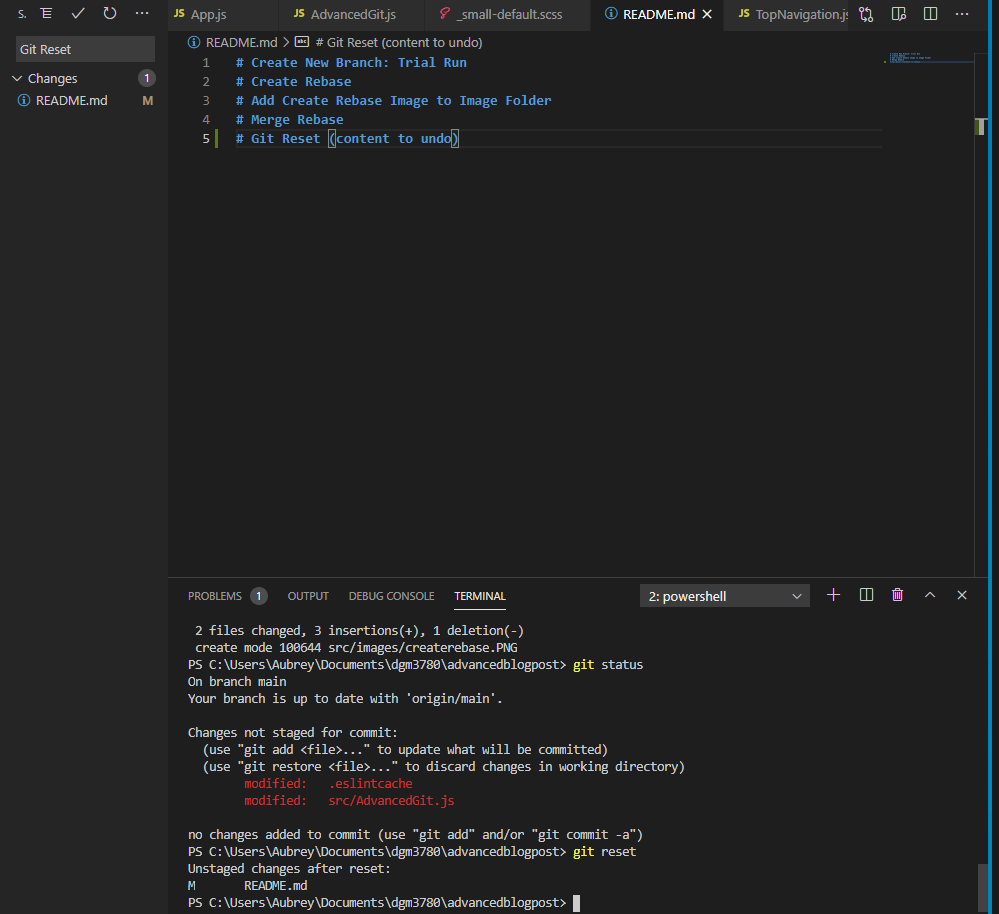 S.
App.js
AdvancedGit.js
_small-default.scss
README.md
TopNavigation.js
Git Reset
README.md > # Git Reset (content to undo)
Changes 1
README.md M
1 # Create New Branch: Trial Run
2 # Create Rebase
3 # Add Create Rebase Image to Image Folder
4 # Merge Rebase
5 # Git Reset (content to undo)
PROBLEMS 1 OUTPUT DEBUG CONSOLE TERMINAL 2: powershell
2 files changed, 3 insertions(+), 1 deletion(-)
create mode 100644 src/images/createrebase.PNG
PS C:\Users\Aubrey\Documents\dgm3780\advancedblogpost> git status
On branch main
Your branch is up to date with 'origin/main'.
Changes not staged for commit:
(use "git add <file>..." to update what will be committed)
(use "git restore <file>..." to discard changes in working directory)
modified: .eslintcache
modified: src/AdvancedGit.js
no changes added to commit (use "git add" and/or "git commit -a")
PS C:\Users\Aubrey\Documents\dgm3780\advancedblogpost> git reset
Unstaged changes after reset:
M README.md
PS C:\Users\Aubrey\Documents\dgm3780\advancedblogpost>